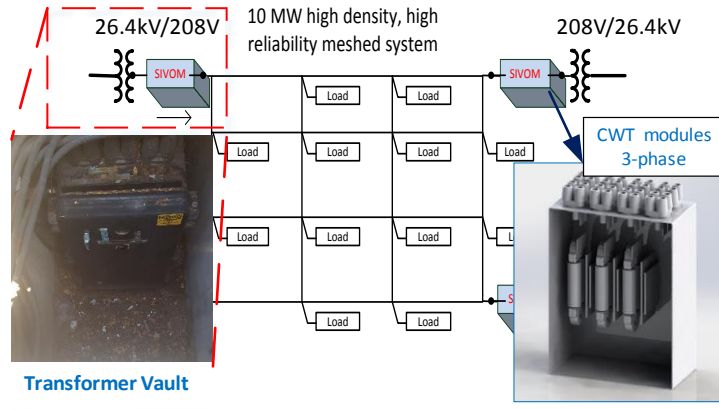 26.4kV/208V
10 MW high density, high
reliability meshed system
208V/26.4kV
SIVOM
SIVOM
Load
Load
CWT modules
3-phase
Load
Load
Load
Load
Load
Load
Load
Load
Load
Transformer Vault